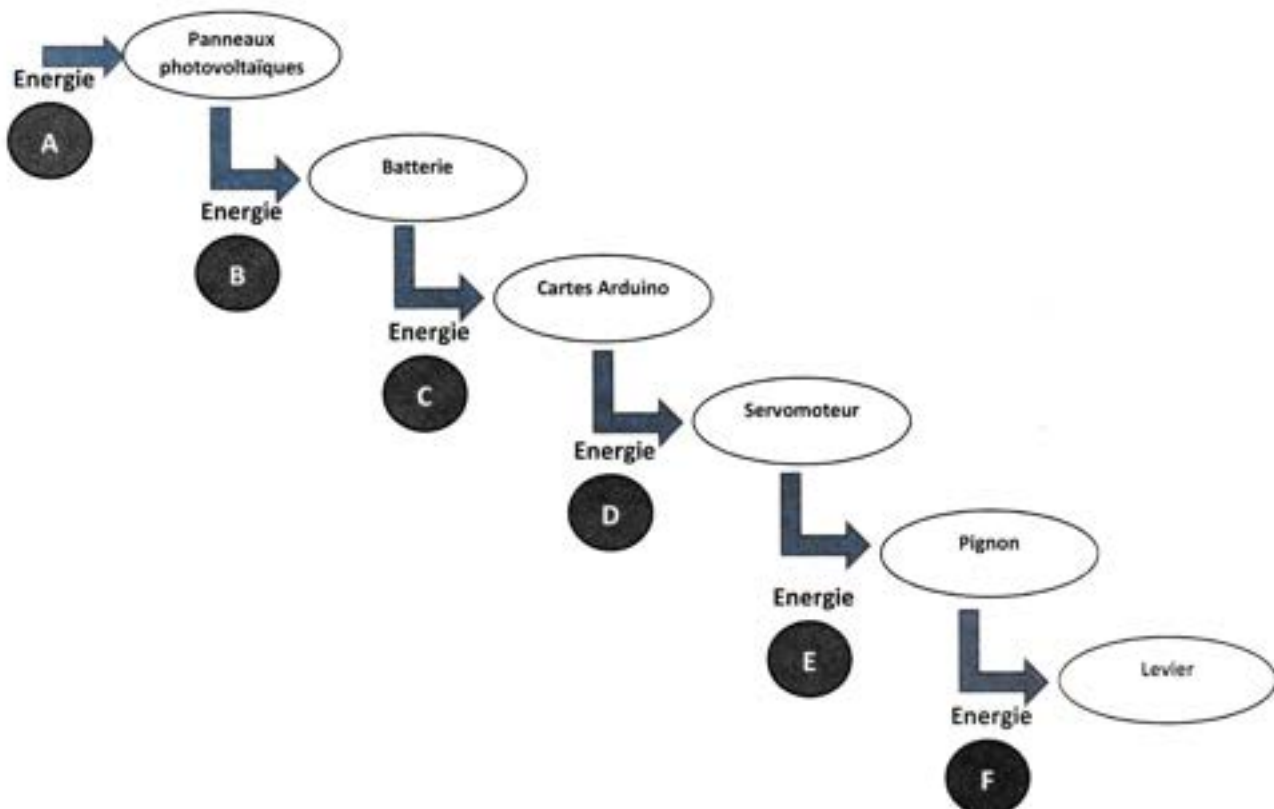 Panneaux
photovoltaïques
Energie
A
Batterie
Energie
B
Cartes Arduino
Energie
C
Servomoteur
Energie
D
Pignon
Energie
E
Levier
Energie
F